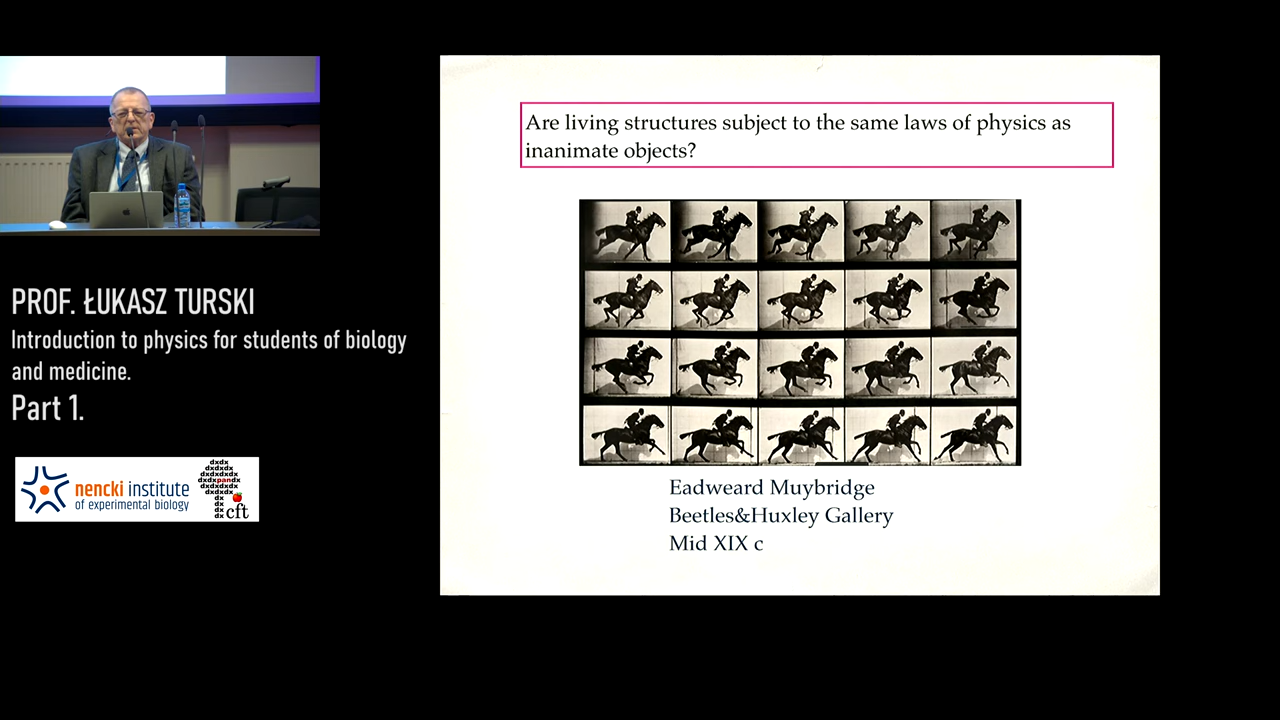 PROF. ŁUKASZ TURSKI
Introduction to physics for students of biology
and medicine.
Part 1.
nencki institute
of experimental biology
dxdx
dxdxdx
dxdxdxdx
dxdxpandx
dxdxdxdx
dxdxdx
dx
dx
dx
dx cft
Are living structures subject to the same laws of physics as
inanimate objects?
Eadweard Muybridge
Beetles&Huxley Gallery
Mid XIX c